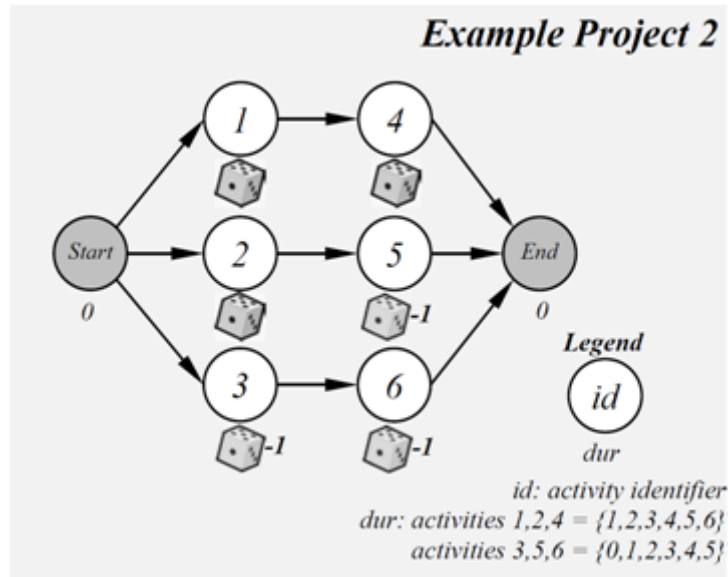 Example Project 2
1
4
Start
2
5
End
0
-1
0
3
6
Legend
id
-1
-1
dur
id: activity identifier
dur: activities 1,2,4 = {1,2,3,4,5,6}
activities 3,5,6 = {0,1,2,3,4,5}